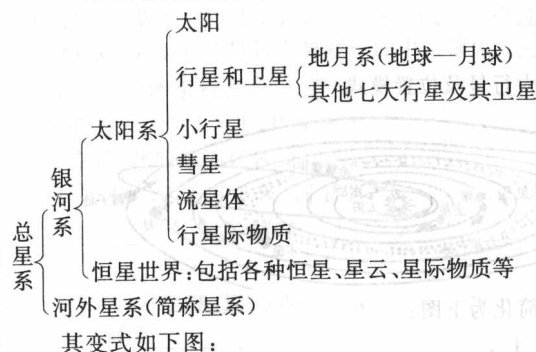 太阳
行星和卫星
地月系(地球—月球)
其他七大行星及其卫星
太阳系
小行星
彗星
流星体
行星际物质
银河系
恒星世界:包括各种恒星、星云、星际物质等
总星系
河外星系(简称星系)
其变式如下图: